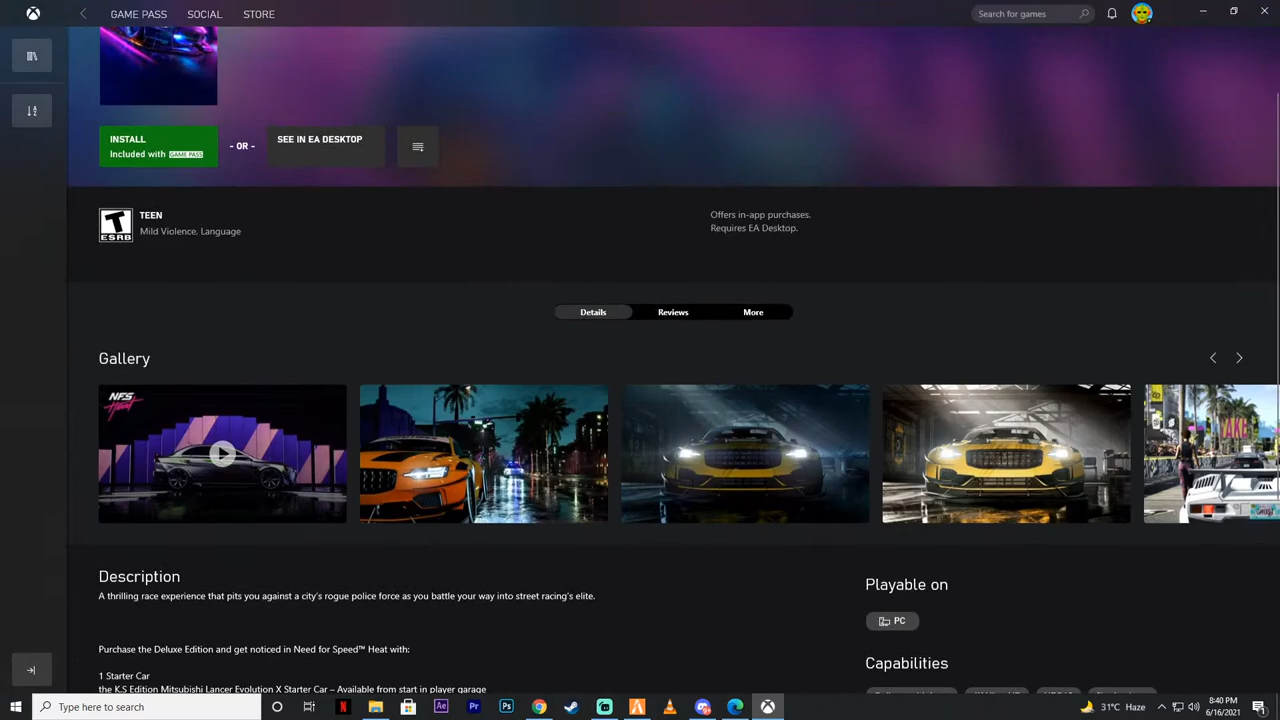 GAME PASS
SOCIAL
STORE
Search for games
INSTALL
Included with GAME PASS
- OR -
SEE IN EA DESKTOP
T
ESRB
TEEN
Mild Violence, Language
Offers in-app purchases.
Requires EA Desktop.
Details
Reviews
More
Gallery
NFS
Heat
Description
A thrilling race experience that pits you against a city's rogue police force as you battle your way into street racing's elite.
Purchase the Deluxe Edition and get noticed in Need for Speed™ Heat with:
1 Starter Car
the K.S Edition Mitsubishi Lancer Evolution X Starter Car – Available from start in player garage
Playable on
PC
Capabilities
Type here to search
N
Ae
Pr
Ps
31°C Haze
8:40 PM
6/16/2021